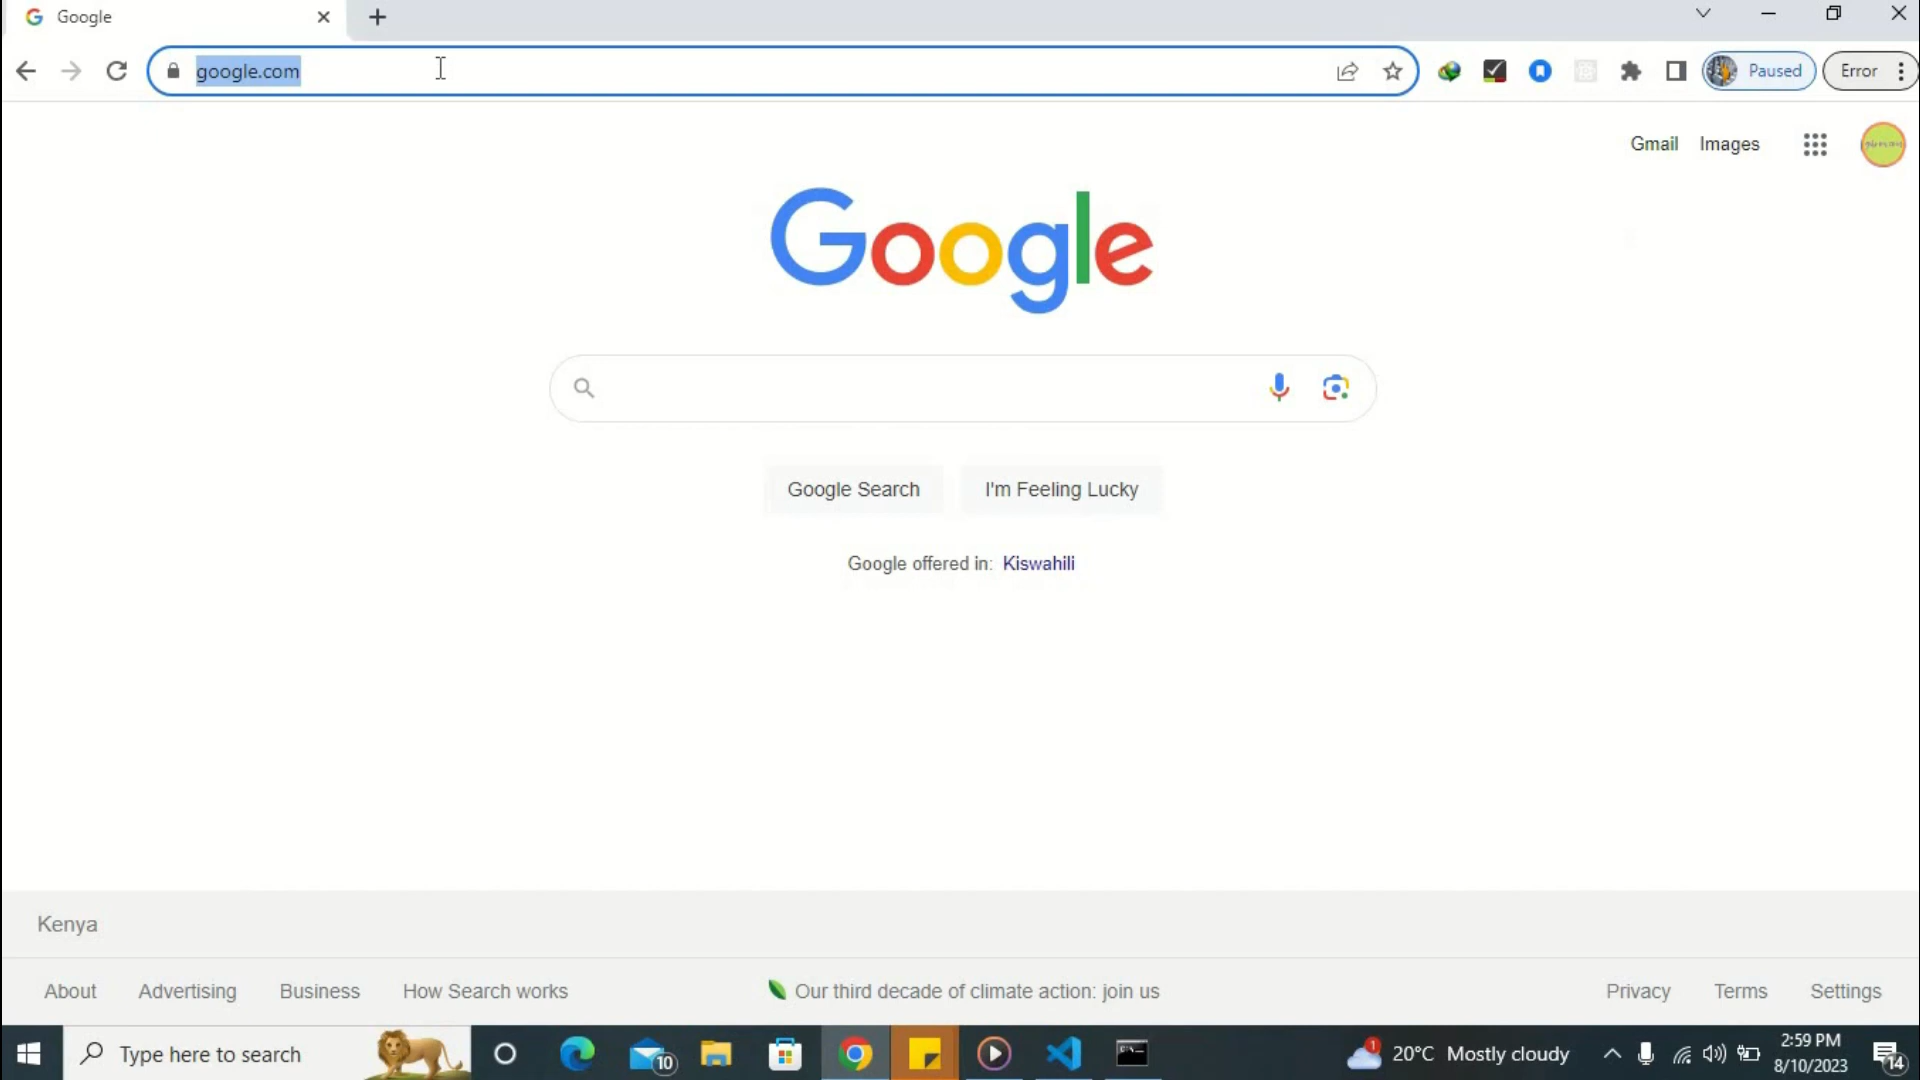 Google
google.com
Paused
Error
Gmail
Images
Google
Google Search
I'm Feeling Lucky
Google offered in: Kiswahili
Kenya
About
Advertising
Business
How Search works
Our third decade of climate action: join us
Privacy
Terms
Settings
Type here to search
10
1
20°C Mostly cloudy
2:59 PM
8/10/2023
14